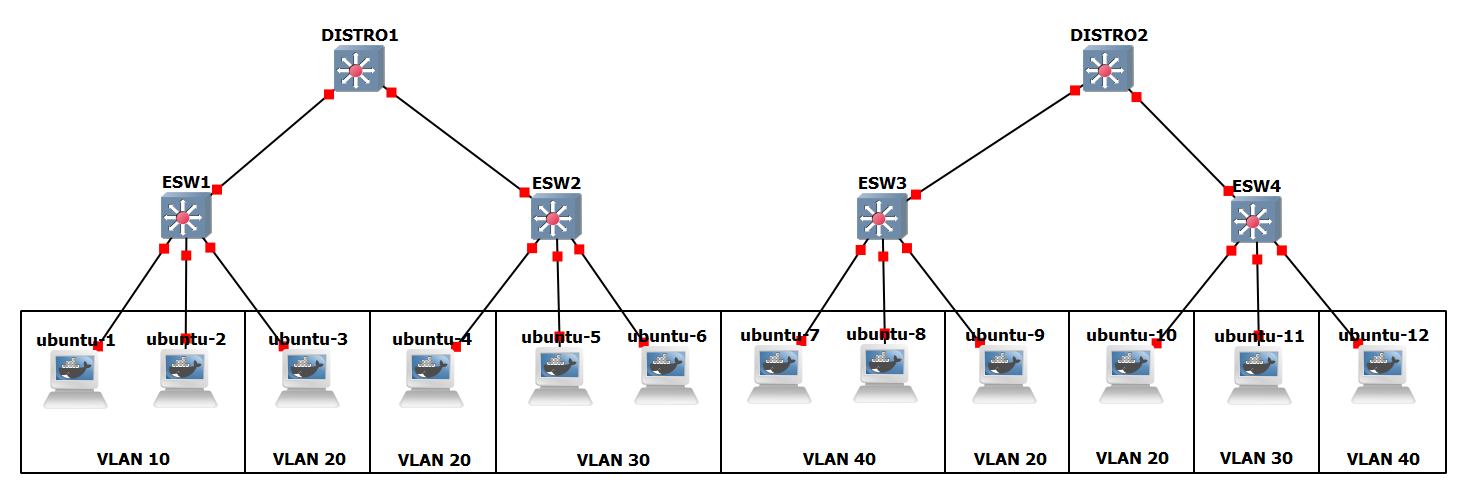 DISTRO1
DISTRO2
ESW1
ESW2
ESW3
ESW4
ubuntu-1
ubuntu-2
ubuntu-3
ubuntu-4
ubuntu-5
ubuntu-6
ubuntu-7
ubuntu-8
ubuntu-9
ubuntu-10
ubuntu-11
ubuntu-12
VLAN 10
VLAN 20
VLAN 20
VLAN 30
VLAN 40
VLAN 20
VLAN 20
VLAN 30
VLAN 40